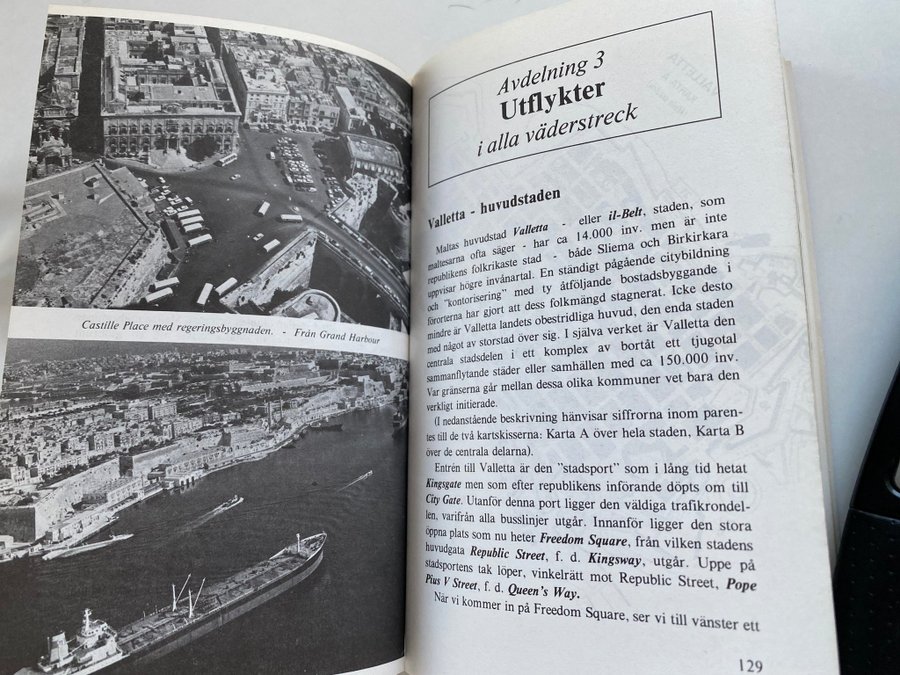 Castille Place med regeringsbyggnaden. - Från Grand Harbour
Avdelning 3
Utflykter
i alla väderstreck
Valletta - huvudstaden
Maltas huvudstad Valletta - eller il-Belt, staden, som
maltesarna ofta säger - har ca 14.000 inv. men är inte
republikens folkrikaste stad - både Sliema och Birkirkara
uppvisar högre invånartal. En ständigt pågående citybildning
och "kontorisering" med ty åtföljande bostadsbyggande i
förorterna har gjort att dess folkmängd stagnerat. Icke desto
mindre är Valletta landets obestridliga huvud, den enda staden
med något av storstad över sig. I själva verket är Valletta den
centrala stadsdelen i ett komplex av bortåt ett tjugotal
sammanflytande städer eller samhällen med ca 150.000 inv.
Var gränserna går mellan dessa olika kommuner vet bara den
verkligt initierade.
(I nedanstående beskrivning hänvisar siffrorna inom paren-
tes till de två kartskisserna: Karta A över hela staden, Karta B
över de centrala delarna).
Entrén till Valletta är den "stadsport" som i lång tid hetat
Kingsgate men som efter republikens införande döpts om till
City Gate. Utanför denna port ligger den väldiga trafikrondel-
len, varifrån alla busslinjer utgår. Innanför ligger den stora
öppna plats som nu heter Freedom Square, från vilken stadens
huvudgata Republic Street, f. d. Kingsway, utgår. Uppe på
stadsportens tak löper, vinkelrätt mot Republic Street, Pope
Pius V Street, f. d. Queen's Way.
När vi kommer in på Freedom Square, ser vi till vänster ett
129